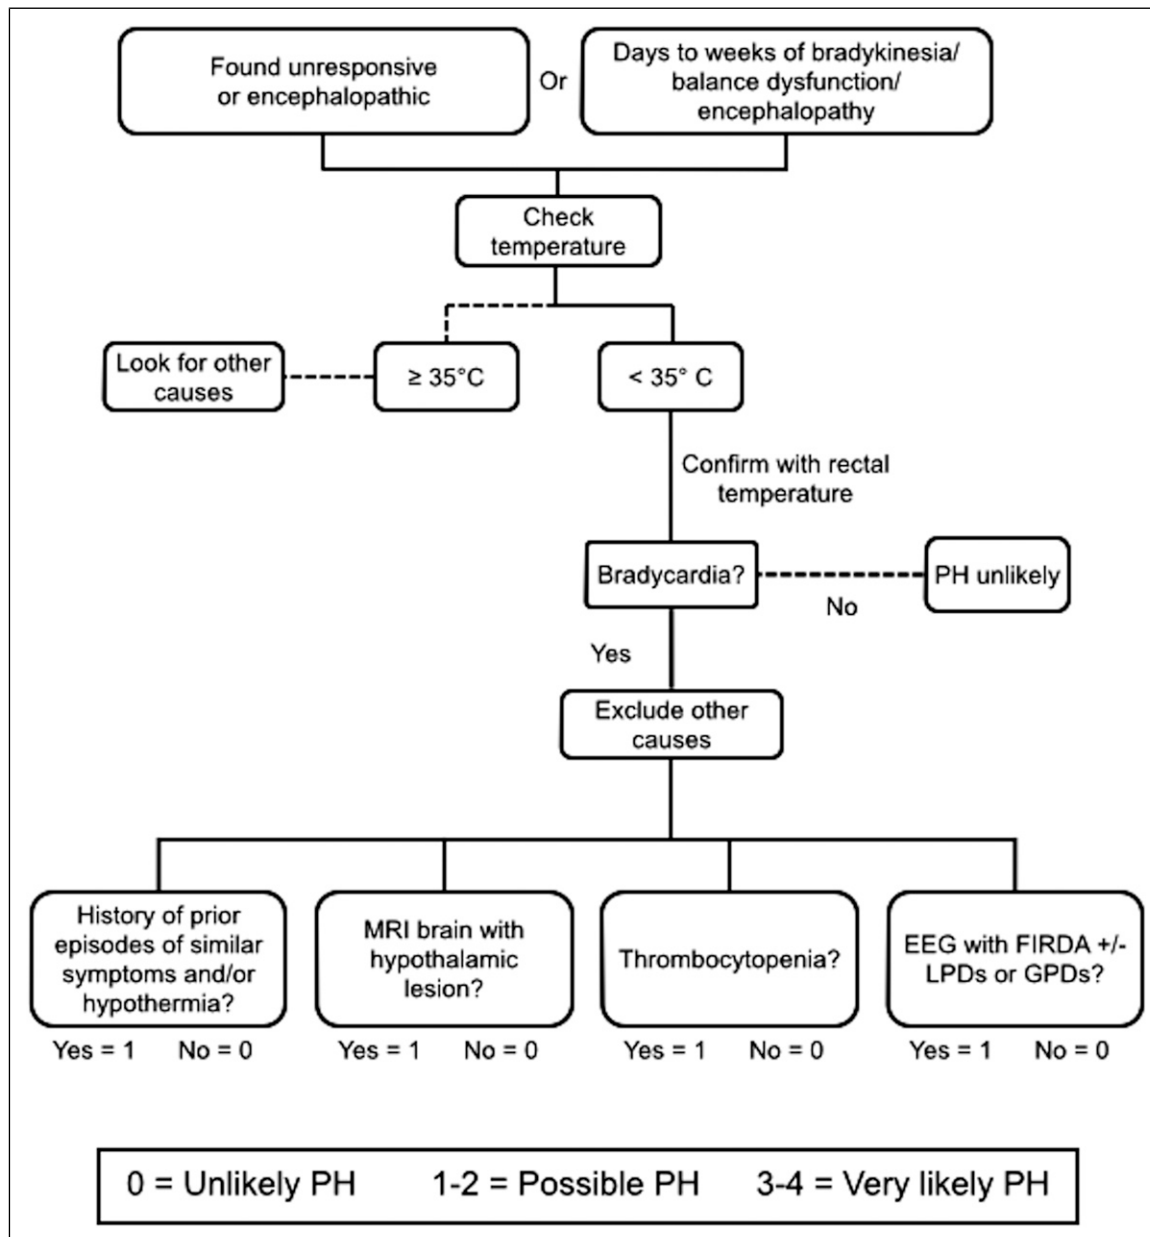 Found unresponsive
or encephalopathic
Or
Days to weeks of bradykinesia/
balance dysfunction/
encephalopathy
Check
temperature
Look for other
causes
≥ 35°C
< 35° C
Confirm with rectal
temperature
Bradycardia?
No
PH unlikely
Yes
Exclude other
causes
History of prior
episodes of similar
symptoms and/or
hypothermia?
Yes = 1 No = 0
MRI brain with
hypothalamic
lesion?
Yes = 1 No = 0
Thrombocytopenia?
Yes = 1 No = 0
EEG with FIRDA +/-
LPDs or GPDs?
Yes = 1 No = 0
0 = Unlikely PH 1-2 = Possible PH 3-4 = Very likely PH